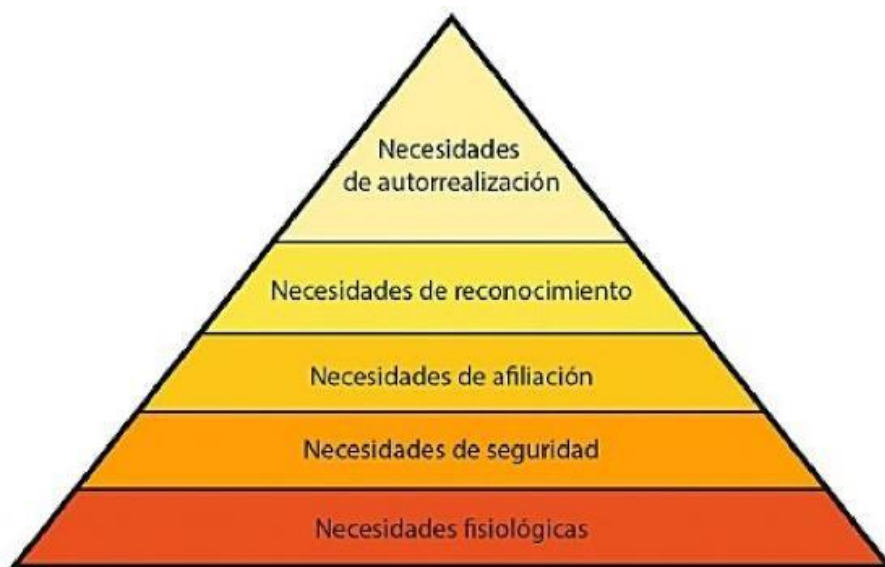 Necesidades
de autorrealización
Necesidades de reconocimiento
Necesidades de afiliación
Necesidades de seguridad
Necesidades fisiológicas